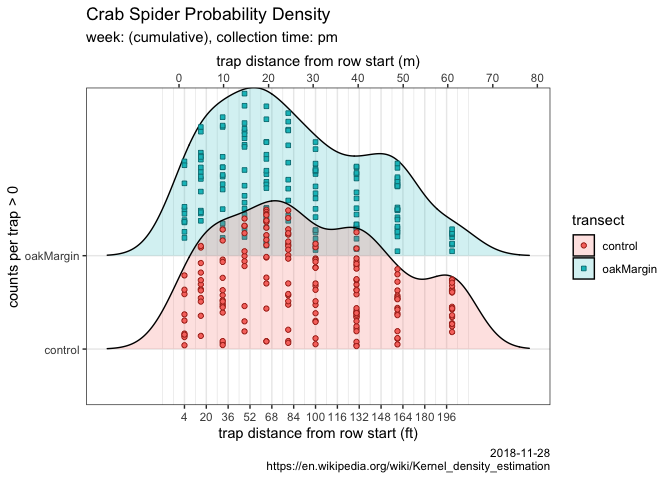 Crab Spider Probability Density
week: (cumulative), collection time: pm
trap distance from row start (m)
0 10 20 30 40 50 60 70 80
counts per trap > 0
oakMargin
control
transect
control
oakMargin
4 20 36 52 68 84 100 116 132 148 164 180 196
trap distance from row start (ft)
2018-11-28
https://en.wikipedia.org/wiki/Kernel_density_estimation